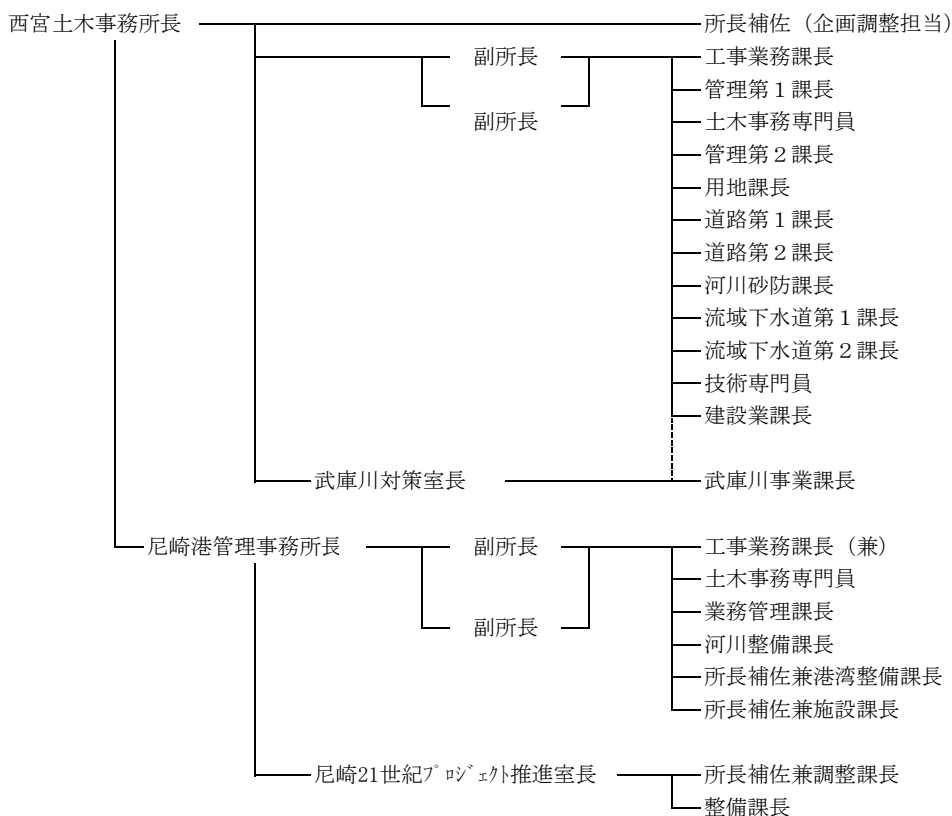 西宮土木事務所長 所長補佐（企画調整担当）
副所長 工事業務課長
管理第１課長
副所長 土木事務専門員
管理第２課長
用地課長
道路第１課長
道路第２課長
河川砂防課長
流域下水道第１課長
流域下水道第２課長
技術専門員
建設業課長
武庫川対策室長 武庫川事業課長
尼崎港管理事務所長 副所長 工事業務課長（兼）
土木事務専門員
業務管理課長
副所長 河川整備課長
所長補佐兼港湾整備課長
所長補佐兼施設課長
尼崎21世紀ﾌﾟﾛｼﾞｪｸﾄ推進室長 所長補佐兼調整課長
整備課長